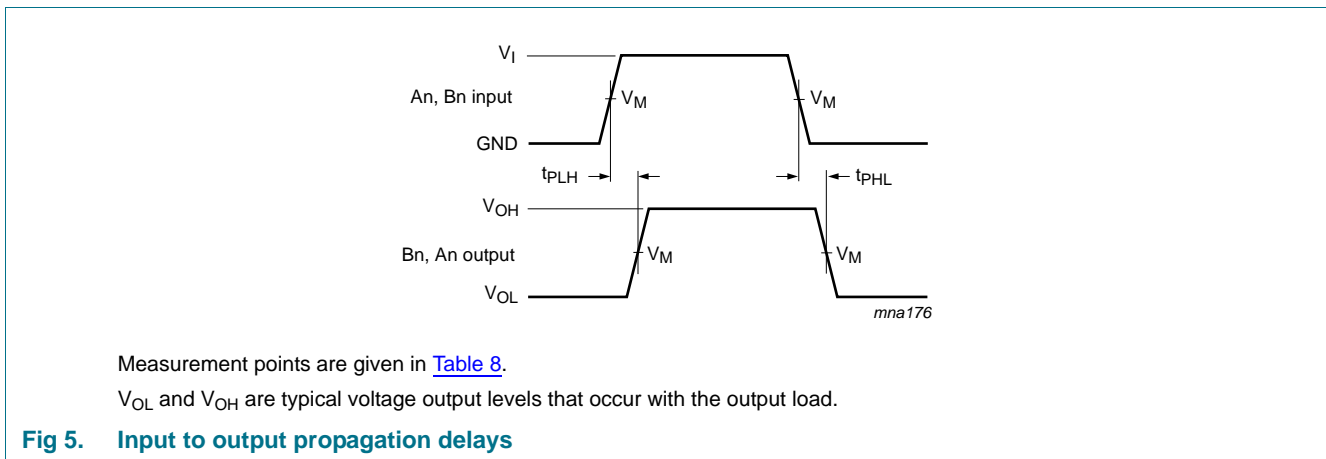 VI
An, Bn input
VM
VM
GND
tPLH
tPHL
VOH
Bn, An output
VM
VM
VOL
mna176
Measurement points are given in Table 8.
VOL and VOH are typical voltage output levels that occur with the output load.
Fig 5. Input to output propagation delays